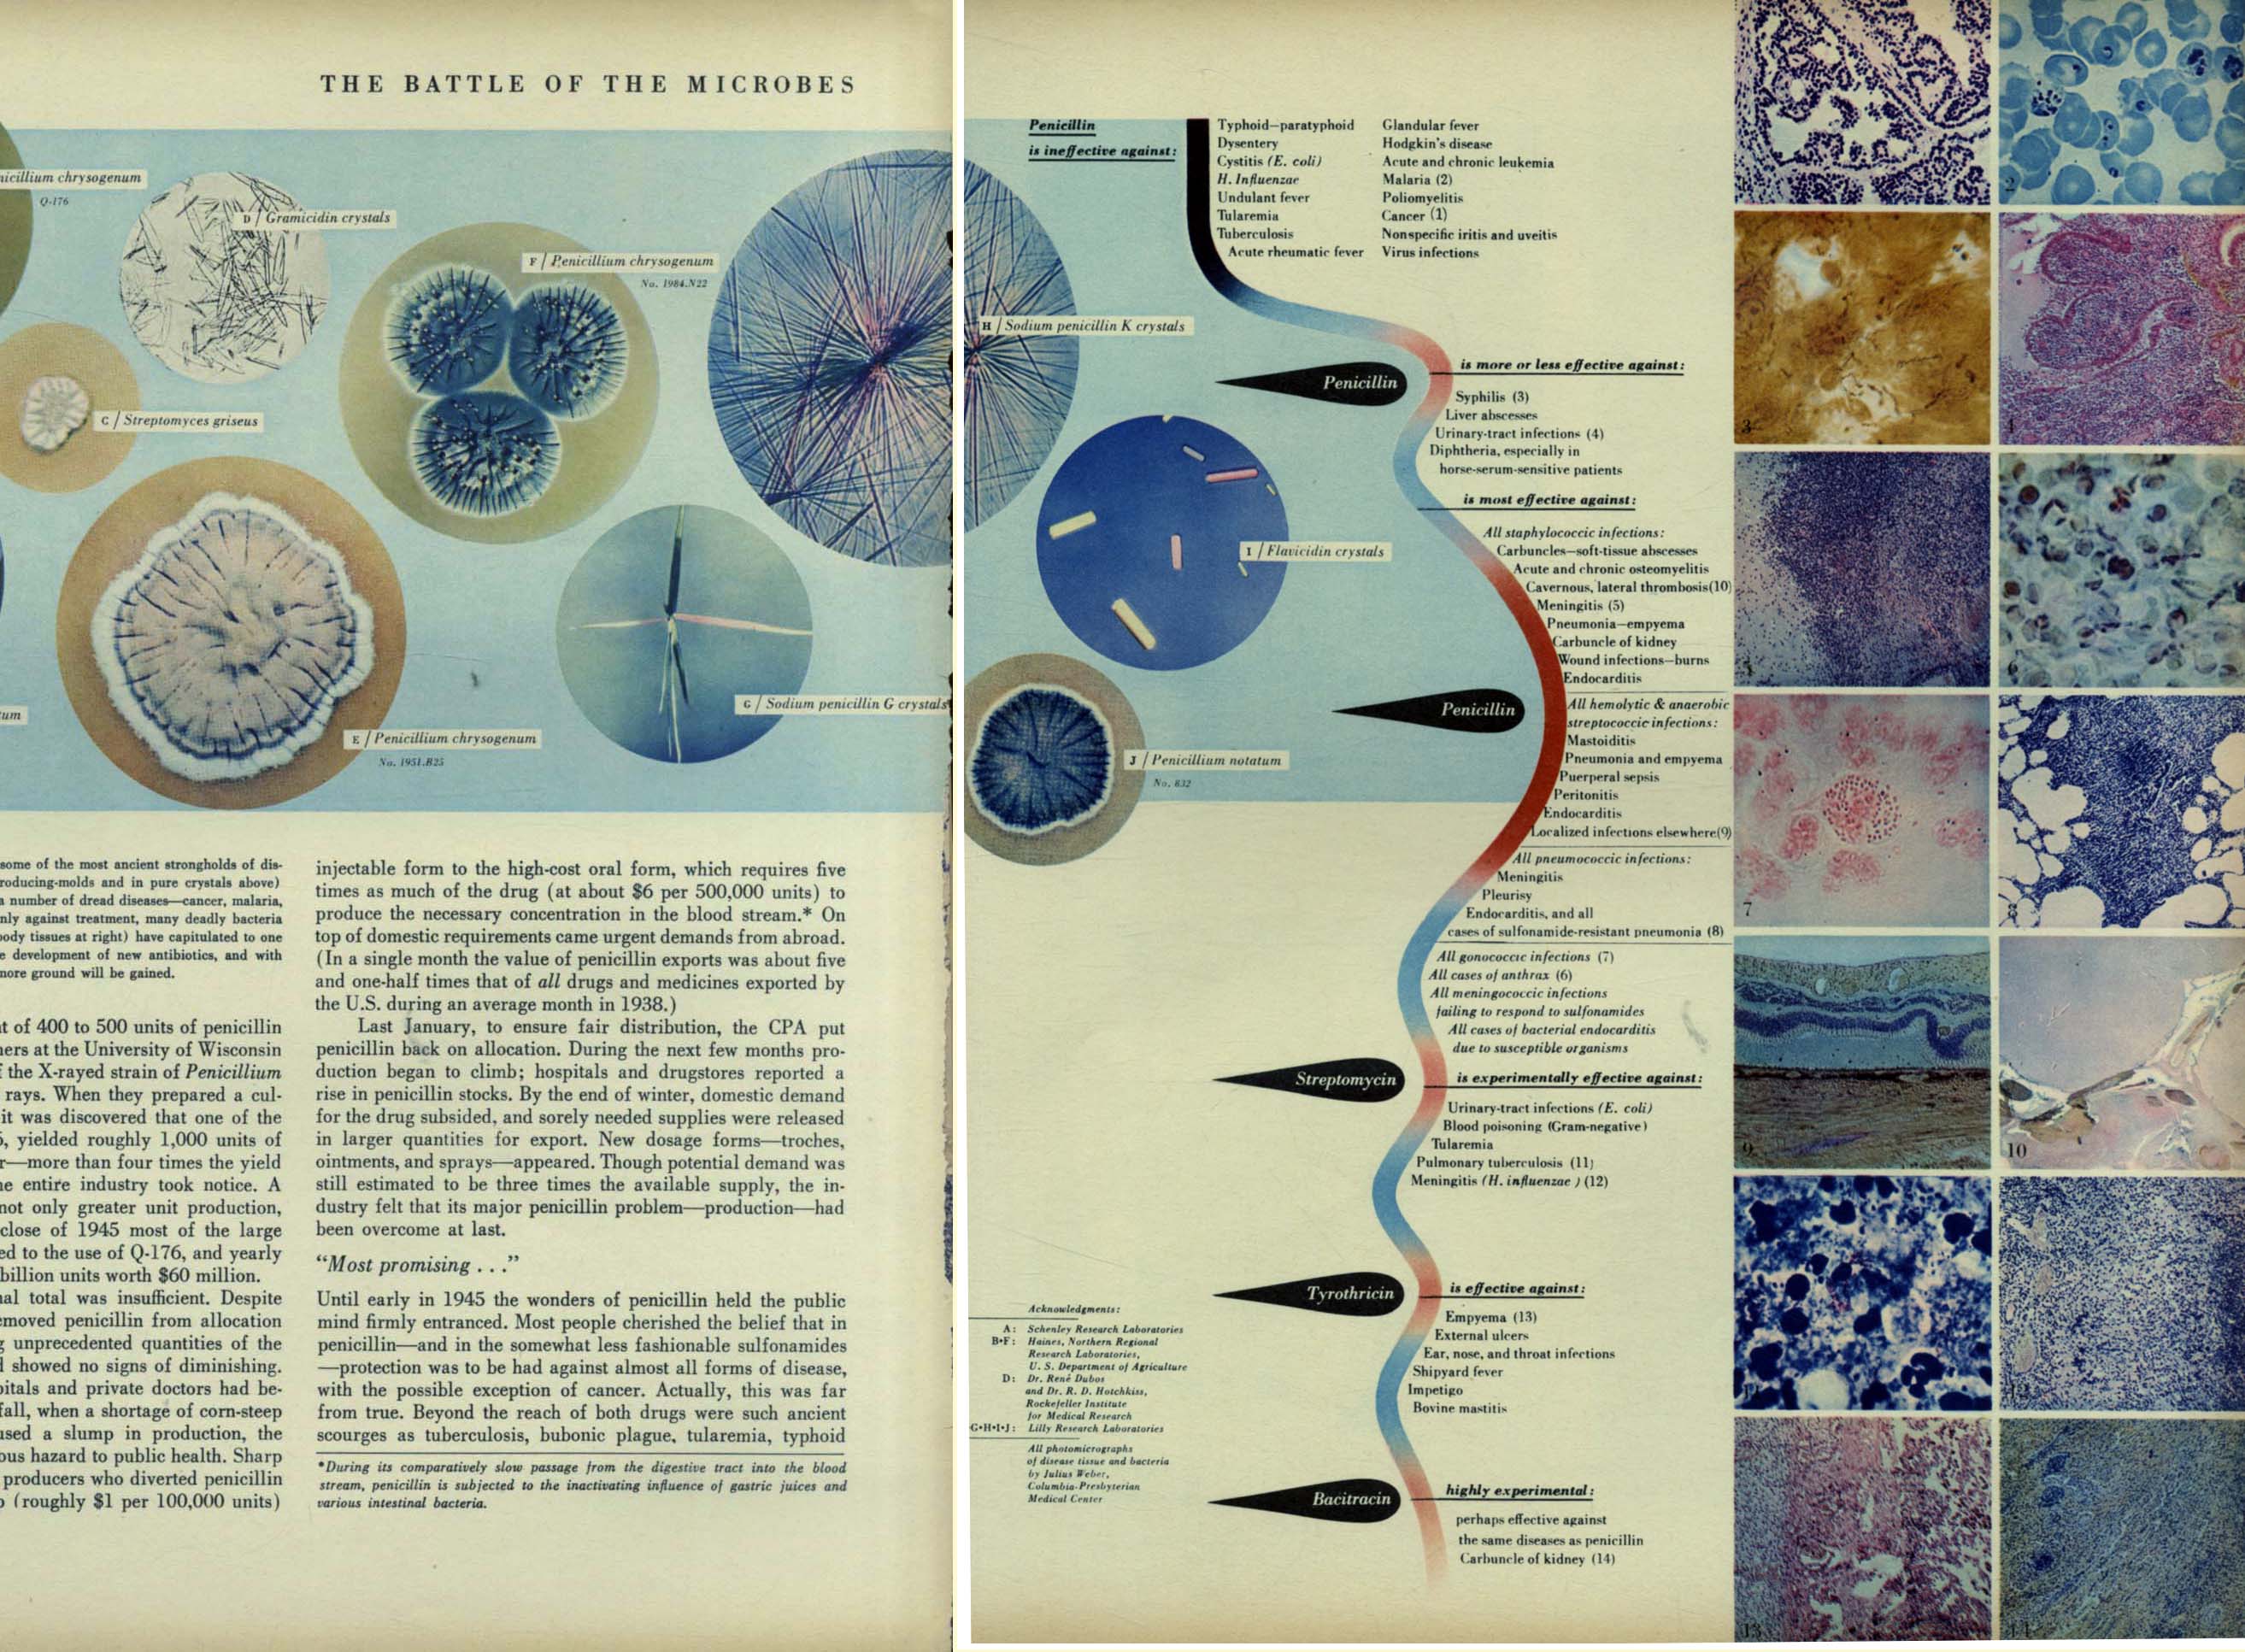 THE BATTLE OF THE MICROBES
nicillium chrysogenum
Q-176
D / Gramicidin crystals
F / Penicillium chrysogenum
No. 1984.N22
C / Streptomyces griseus
G / Sodium penicillin G crystals
tum
E / Penicillium chrysogenum
No. 1951.B25
some of the most ancient strongholds of dis-
roducing-molds and in pure crystals above)
a number of dread diseases—cancer, malaria,
nly against treatment, many deadly bacteria
body tissues at right) have capitulated to one
e development of new antibiotics, and with
more ground will be gained.
t of 400 to 500 units of penicillin
ners at the University of Wisconsin
f the X-rayed strain of Penicillium
rays. When they prepared a cul-
it was discovered that one of the
6, yielded roughly 1,000 units of
r—more than four times the yield
he entire industry took notice. A
not only greater unit production,
close of 1945 most of the large
ed to the use of Q-176, and yearly
billion units worth $60 million.
nal total was insufficient. Despite
emoved penicillin from allocation
g unprecedented quantities of the
d showed no signs of diminishing.
pitals and private doctors had be-
fall, when a shortage of corn-steep
used a slump in production, the
ous hazard to public health. Sharp
producers who diverted penicillin
p (roughly $1 per 100,000 units)
injectable form to the high-cost oral form, which requires five
times as much of the drug (at about $6 per 500,000 units) to
produce the necessary concentration in the blood stream.* On
top of domestic requirements came urgent demands from abroad.
(In a single month the value of penicillin exports was about five
and one-half times that of all drugs and medicines exported by
the U.S. during an average month in 1938.)
Last January, to ensure fair distribution, the CPA put
penicillin back on allocation. During the next few months pro-
duction began to climb; hospitals and drugstores reported a
rise in penicillin stocks. By the end of winter, domestic demand
for the drug subsided, and sorely needed supplies were released
in larger quantities for export. New dosage forms—troches,
ointments, and sprays—appeared. Though potential demand was
still estimated to be three times the available supply, the in-
dustry felt that its major penicillin problem—production—had
been overcome at last.
“Most promising . . .”
Until early in 1945 the wonders of penicillin held the public
mind firmly entranced. Most people cherished the belief that in
penicillin—and in the somewhat less fashionable sulfonamides
—protection was to be had against almost all forms of disease,
with the possible exception of cancer. Actually, this was far
from true. Beyond the reach of both drugs were such ancient
scourges as tuberculosis, bubonic plague, tularemia, typhoid
*During its comparatively slow passage from the digestive tract into the blood
stream, penicillin is subjected to the inactivating influence of gastric juices and
various intestinal bacteria.
Penicillin
is ineffective against:
Typhoid—paratyphoid
Dysentery
Cystitis (E. coli)
H. Influenzae
Undulant fever
Tularemia
Tuberculosis
Acute rheumatic fever
Glandular fever
Hodgkin's disease
Acute and chronic leukemia
Malaria (2)
Poliomyelitis
Cancer (1)
Nonspecific iritis and uveitis
Virus infections
H / Sodium penicillin K crystals
I / Flavicidin crystals
J / Penicillium notatum
No. 832
Penicillin
is more or less effective against:
Syphilis (3)
Liver abscesses
Urinary-tract infections (4)
Diphtheria, especially in
horse-serum-sensitive patients
is most effective against:
All staphylococcic infections:
Carbuncles—soft-tissue abscesses
Acute and chronic osteomyelitis
Cavernous, lateral thrombosis(10)
Meningitis (5)
Pneumonia—empyema
Carbuncle of kidney
Wound infections—burns
Endocarditis
Penicillin
All hemolytic & anaerobic
streptococcic infections:
Mastoiditis
Pneumonia and empyema
Puerperal sepsis
Peritonitis
Endocarditis
Localized infections elsewhere(9)
All pneumococcic infections:
Meningitis
Pleurisy
Endocarditis, and all
cases of sulfonamide-resistant pneumonia (8)
All gonococcic infections (7)
All cases of anthrax (6)
All meningococcic infections
failing to respond to sulfonamides
All cases of bacterial endocarditis
due to susceptible organisms
Streptomycin
is experimentally effective against:
Urinary-tract infections (E. coli)
Blood poisoning (Gram-negative)
Tularemia
Pulmonary tuberculosis (11)
Meningitis (H. influenzae ) (12)
Tyrothricin
is effective against:
Empyema (13)
External ulcers
Ear, nose, and throat infections
Shipyard fever
Impetigo
Bovine mastitis
Bacitracin
highly experimental:
perhaps effective against
the same diseases as penicillin
Carbuncle of kidney (14)
Acknowledgments:
A: Schenley Research Laboratories
B•F: Haines, Northern Regional
Research Laboratories,
U. S. Department of Agriculture
D: Dr. René Dubos
and Dr. R. D. Hotchkiss,
Rockefeller Institute
for Medical Research
G•H•I•J: Lilly Research Laboratories
All photomicrographs
of disease tissue and bacteria
by Julius Weber,
Columbia-Presbyterian
Medical Center
2
3
4
5
6
7
8
9
10
11
12
13